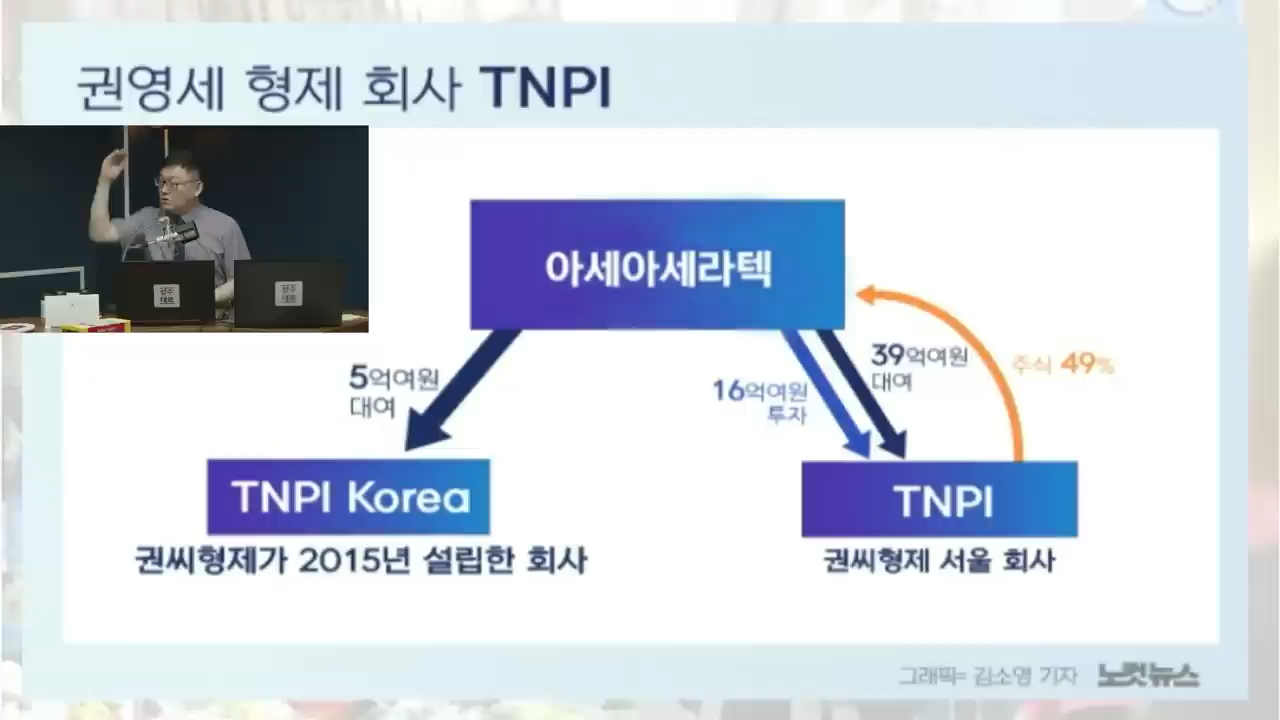 권영세 형제 회사 TNPI
아세아세라텍
5억여원
대여
16억여원
투자
39억여원
대여
주식 49%
TNPI Korea
권씨형제가 2015년 설립한 회사
TNPI
권씨형제 서울 회사
그래픽= 김소영 기자 노컷뉴스